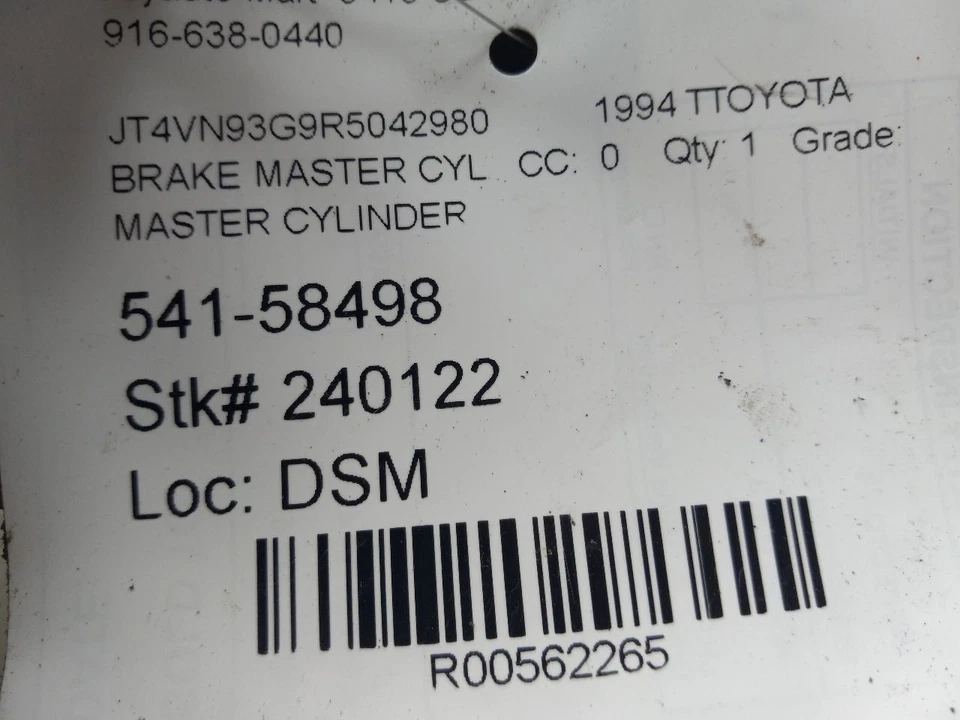 916-638-0440
JT4VN93G9R5042980 1994 TTOYOTA
BRAKE MASTER CYL CC: 0 Qty: 1 Grade:
MASTER CYLINDER
541-58498
Stk# 240122
Loc: DSM
R00562265